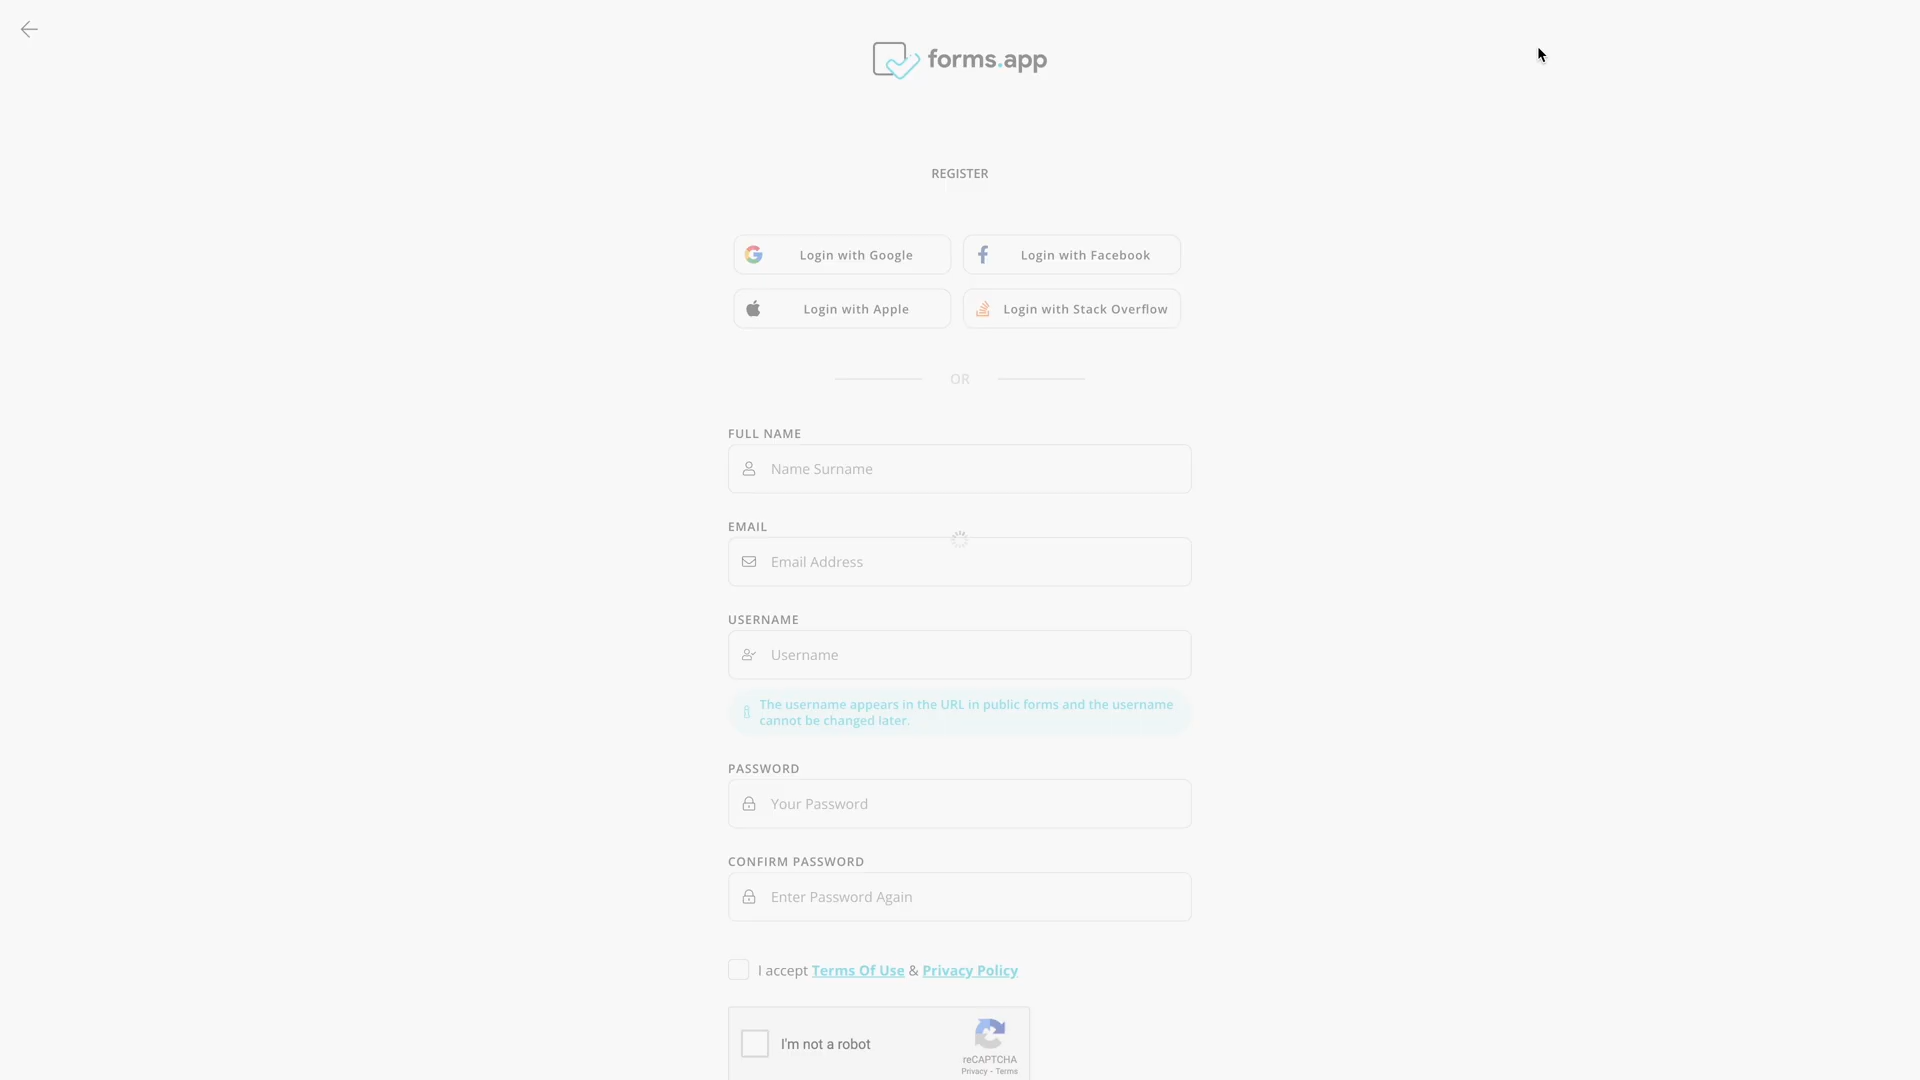 forms.app
REGISTER
Login with Google
Login with Facebook
Login with Apple
Login with Stack Overflow
OR
FULL NAME
Name Surname
EMAIL
Email Address
USERNAME
Username
The username appears in the URL in public forms and the username
cannot be changed later.
PASSWORD
Your Password
CONFIRM PASSWORD
Enter Password Again
I accept Terms Of Use & Privacy Policy
I'm not a robot
reCAPTCHA
Privacy - Terms